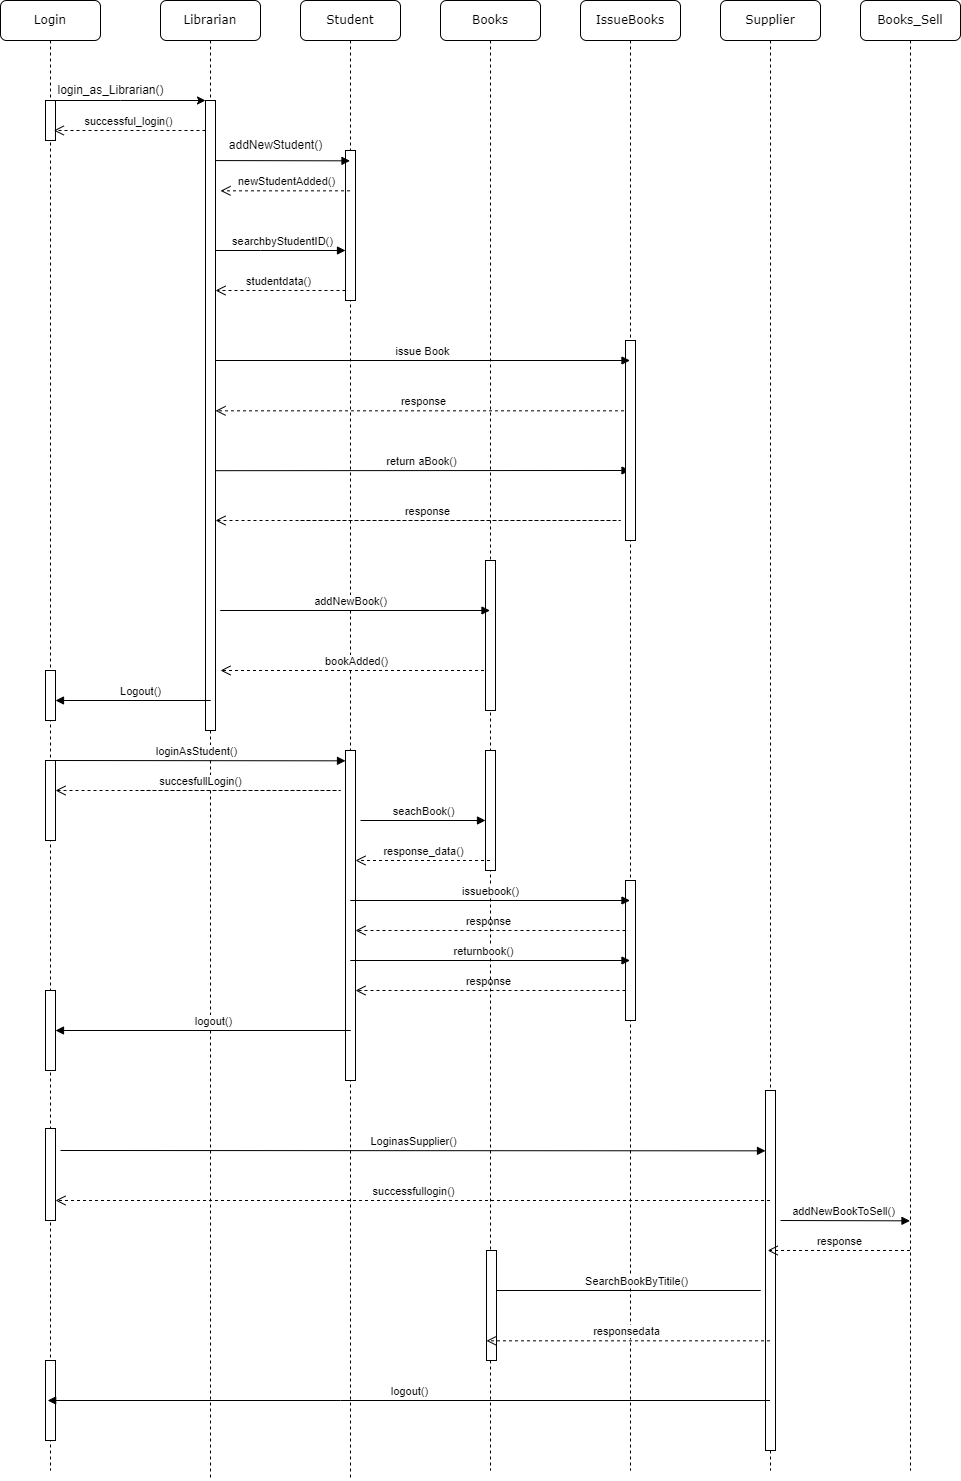 Login
Librarian
Student
Books
IssueBooks
Supplier
Books_Sell
login_as_Librarian()
successful_login()
addNewStudent()
newStudentAdded()
searchbyStudentID()
studentdata()
issue Book
response
return aBook()
response
addNewBook()
bookAdded()
Logout()
loginAsStudent()
succesfullLogin()
seachBook()
response_data()
issuebook()
response
returnbook()
response
logout()
LoginasSupplier()
successfullogin()
addNewBookToSell()
response
SearchBookByTitile()
responsedata
logout()